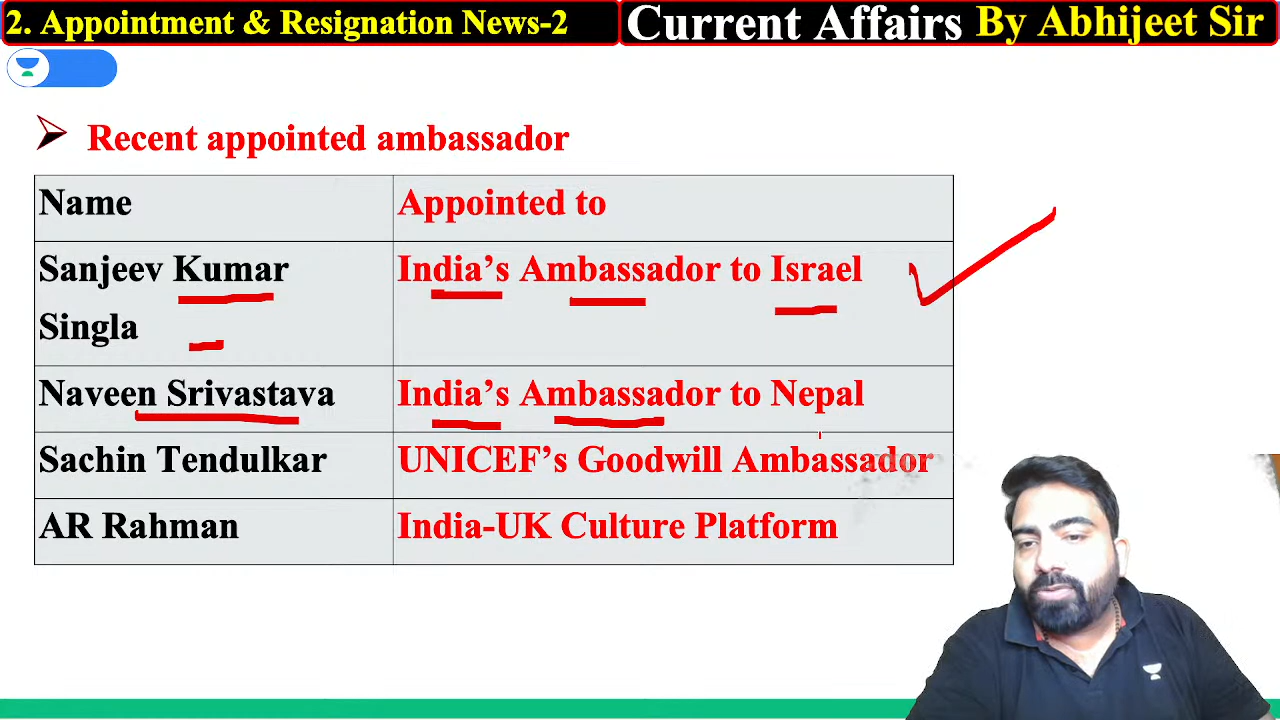 2. Appointment & Resignation News-2
Current Affairs By Abhijeet Sir
Recent appointed ambassador
Name
Appointed to
Sanjeev Kumar
Singla
India's Ambassador to Israel
Naveen Srivastava
India's Ambassador to Nepal
Sachin Tendulkar
UNICEF's Goodwill Ambassador
AR Rahman
India-UK Culture Platform